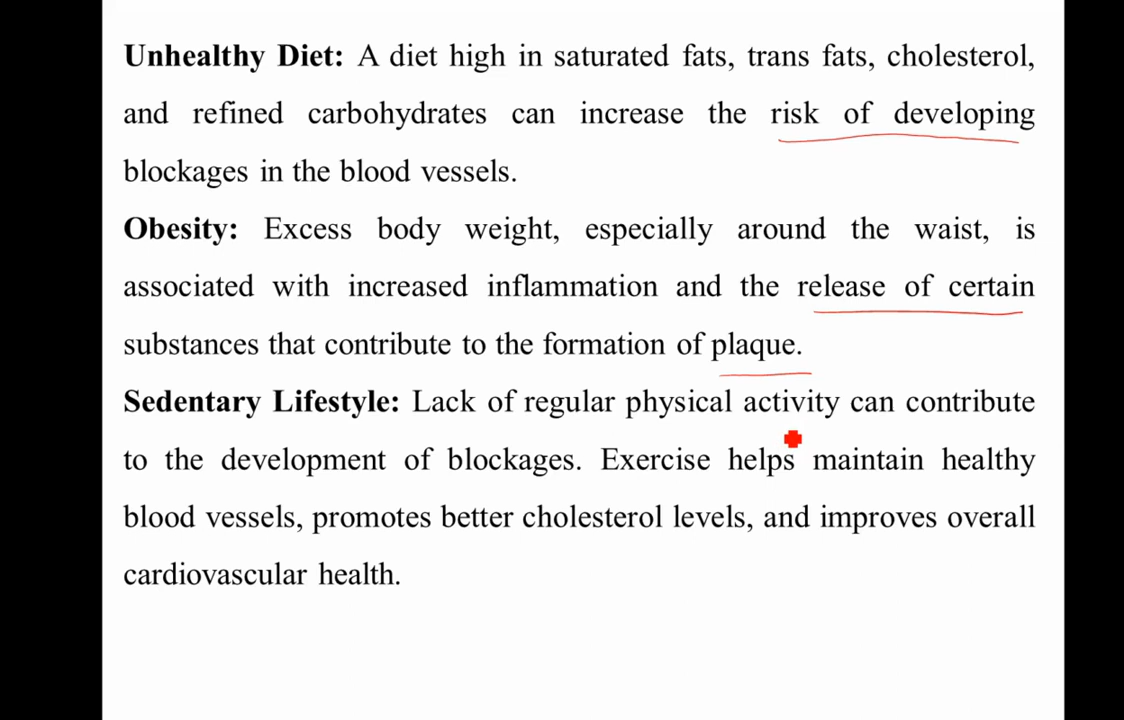 Unhealthy Diet: A diet high in saturated fats, trans fats, cholesterol,
and refined carbohydrates can increase the risk of developing
blockages in the blood vessels.
Obesity: Excess body weight, especially around the waist, is
associated with increased inflammation and the release of certain
substances that contribute to the formation of plaque.
Sedentary Lifestyle: Lack of regular physical activity can contribute
to the development of blockages. Exercise helps maintain healthy
blood vessels, promotes better cholesterol levels, and improves overall
cardiovascular health.